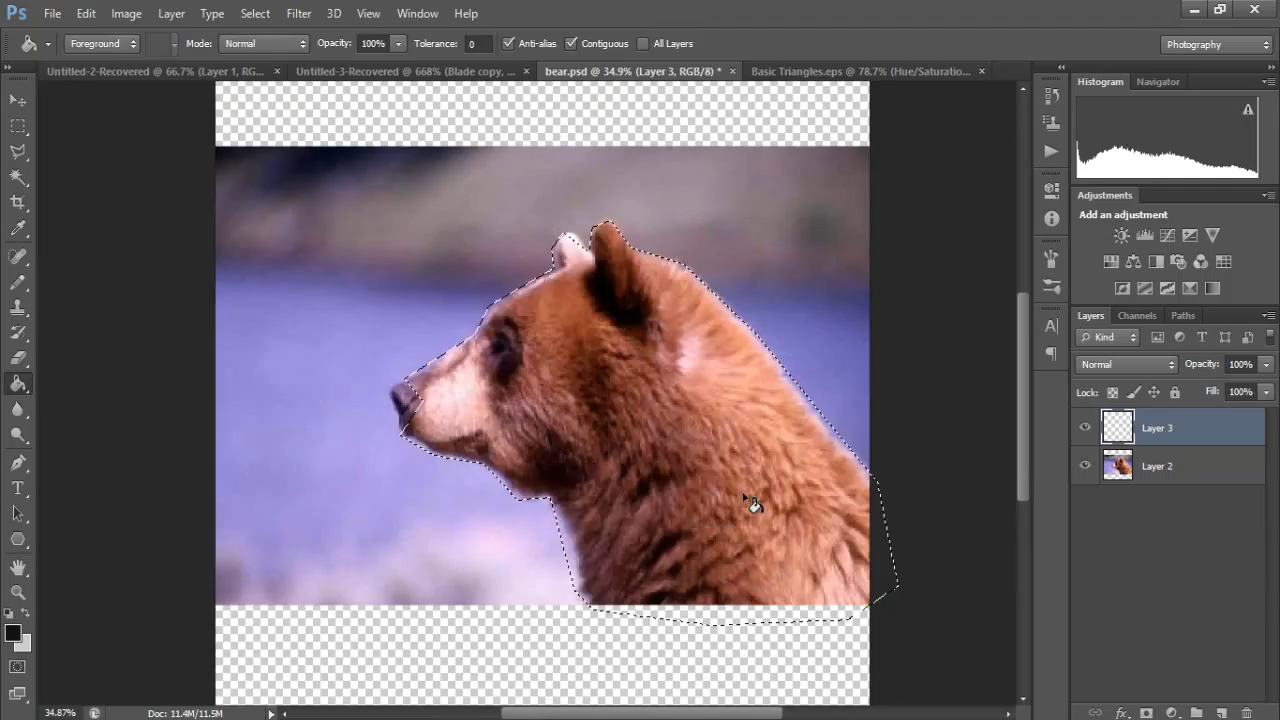 Ps File Edit Image Layer Type Select Filter 3D View Window Help
Foreground Mode: Normal Opacity: 100% Tolerance: 0 Anti-alias Contiguous All Layers Photography
Untitled-2-Recovered @ 66.7% (Layer 1, RG... × Untitled-3-Recovered @ 668% (Blade copy, ... × bear.psd @ 34.9% (Layer 3, RGB/8) * × Basic Triangles.eps @ 78.7% (Hue/Saturatio... ×
Histogram Navigator
Adjustments
Add an adjustment
Layers Channels Paths
Kind
Normal Opacity: 100%
Lock: Fill: 100%
Layer 3
Layer 2
34.87% Doc: 11.4M/11.5M